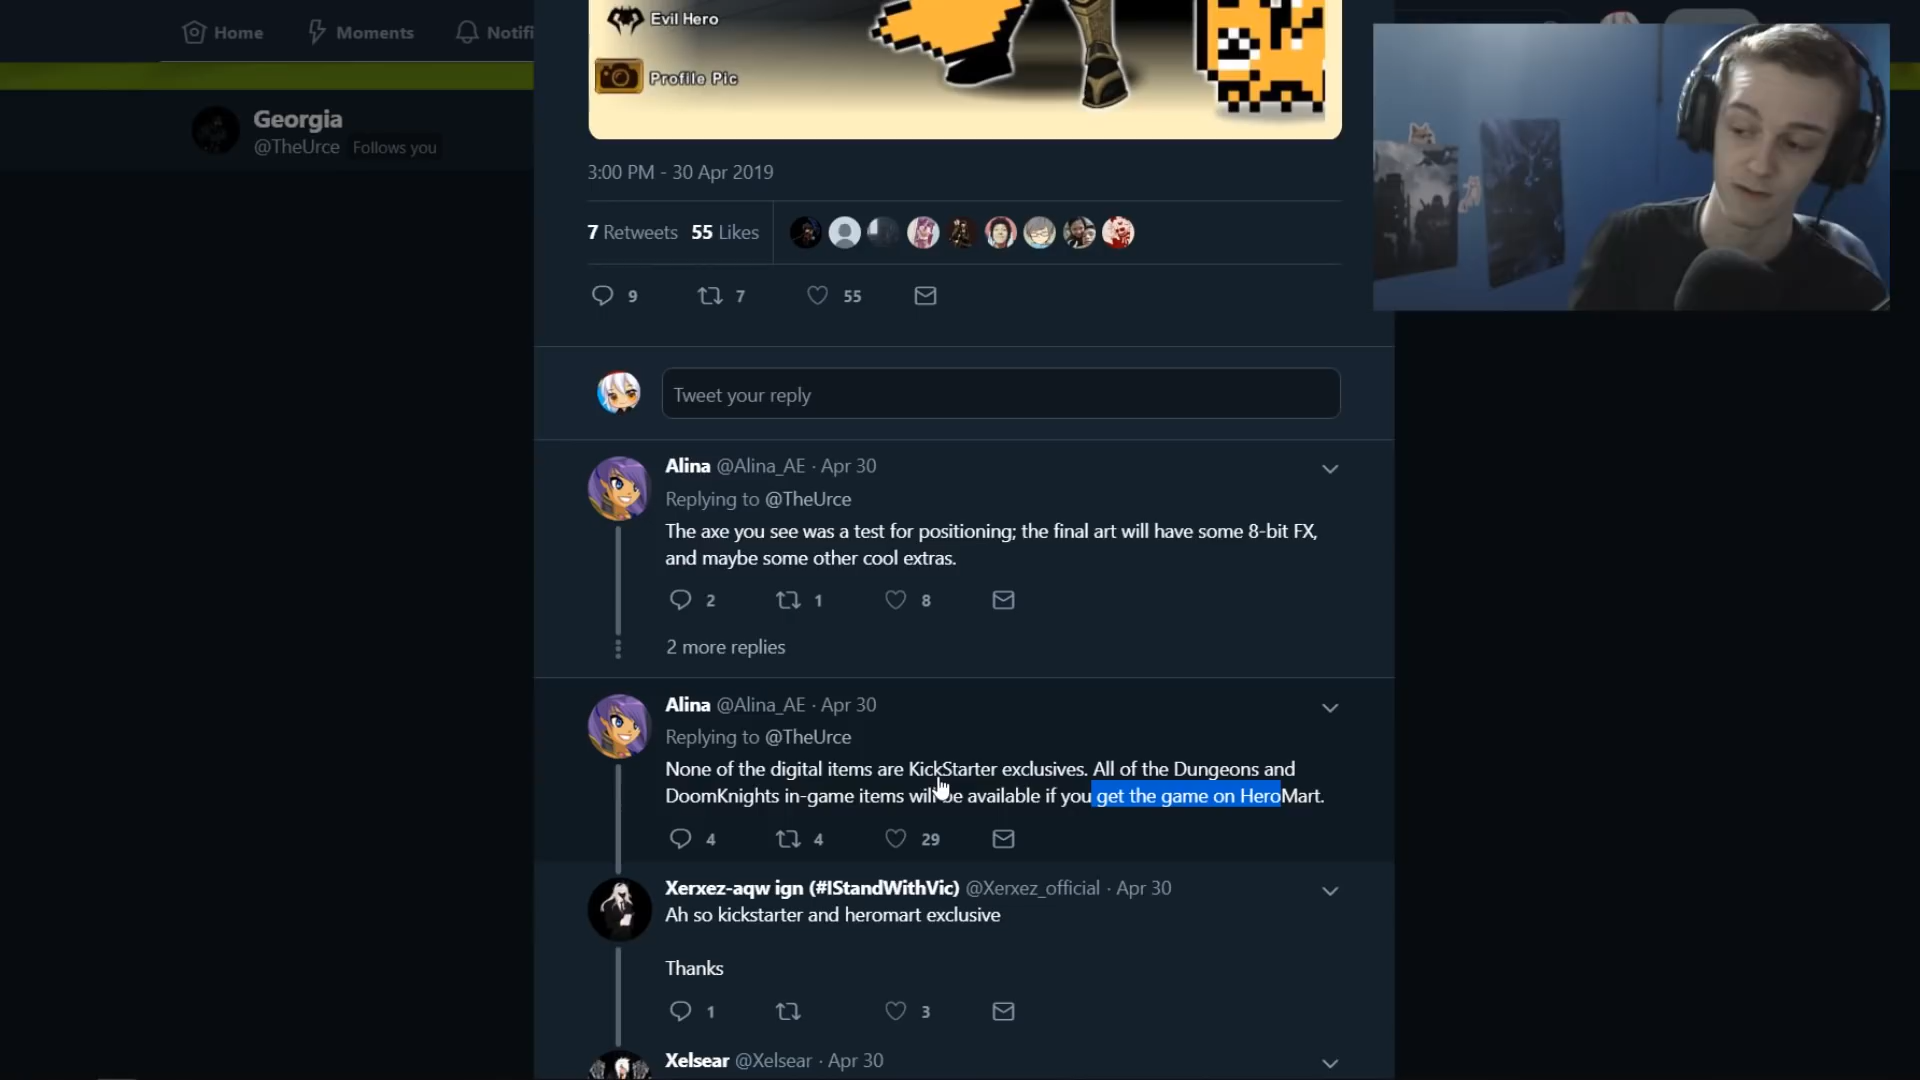 Home
Moments
Notifi
Evil Hero
Profile Pic
Georgia
@TheUrce Follows you
3:00 PM - 30 Apr 2019
7 Retweets 55 Likes
9 7 55
Tweet your reply
Alina @Alina_AE · Apr 30
Replying to @TheUrce
The axe you see was a test for positioning; the final art will have some 8-bit FX,
and maybe some other cool extras.
2 1 8
2 more replies
Alina @Alina_AE · Apr 30
Replying to @TheUrce
None of the digital items are KickStarter exclusives. All of the Dungeons and
DoomKnights in-game items will be available if you get the game on HeroMart.
4 4 29
Xerxez-aqw ign (#IStandWithVic) @Xerxez_official · Apr 30
Ah so kickstarter and heromart exclusive
Thanks
1 3
Xelsear @Xelsear · Apr 30